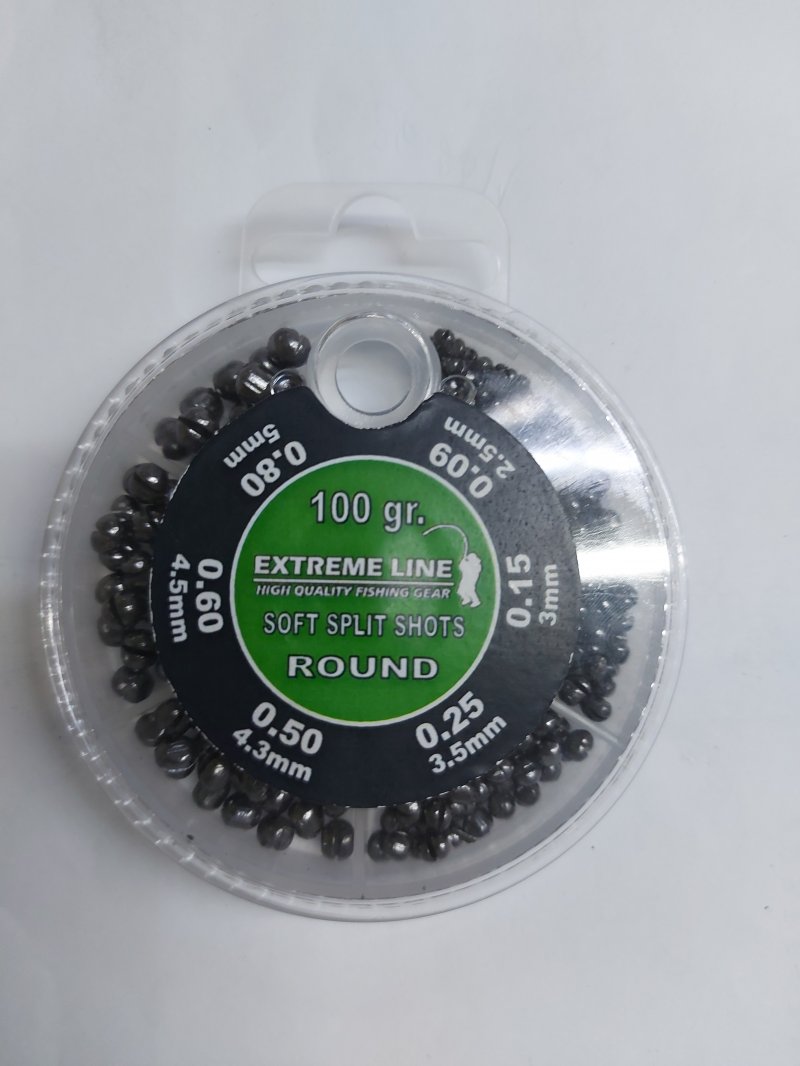 100 gr.
EXTREME LINE
HIGH QUALITY FISHING GEAR
SOFT SPLIT SHOTS
ROUND
0.09
2.5mm
0.15
3mm
0.25
3.5mm
0.50
4.3mm
0.60
4.5mm
0.80
5mm